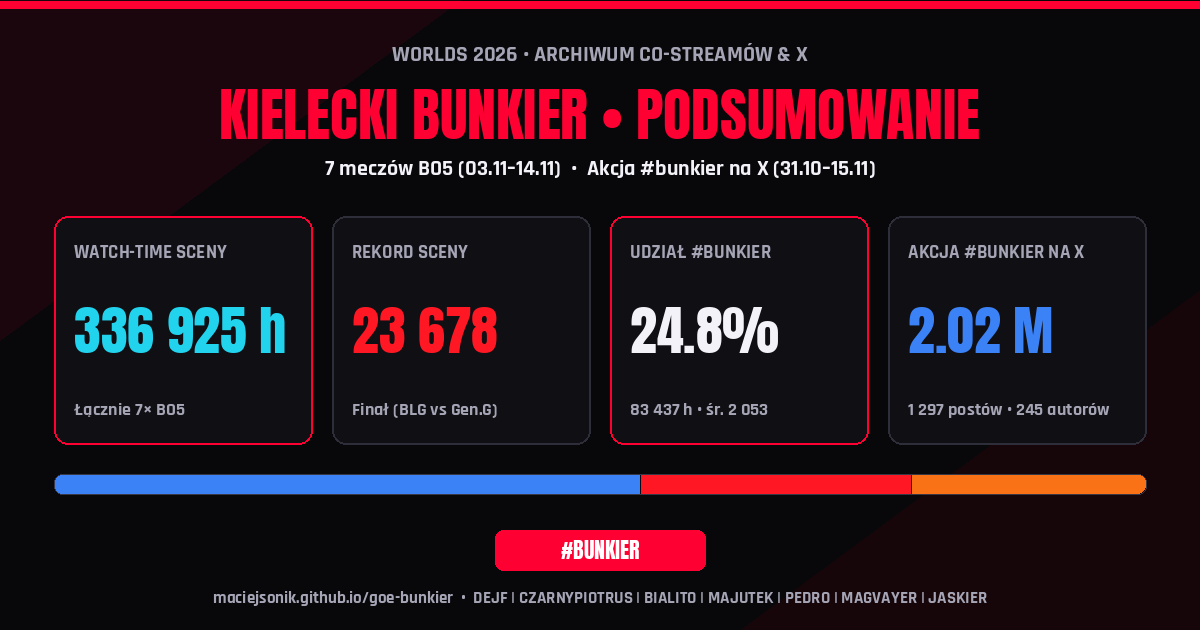 WORLDS 2026 • ARCHIWUM CO-STREAMÓW & X
KIELECKI BUNKIER • PODSUMOWANIE
7 meczów BO5 (03.11–14.11) • Akcja #bunkier na X (31.10–15.11)
WATCH-TIME SCENY
336 925 h
Łącznie 7× BO5
REKORD SCENY
23 678
Finał (BLG vs Gen.G)
UDZIAŁ #BUNKIER
24.8%
83 437 h • śr. 2 053
AKCJA #BUNKIER NA X
2.02 M
1 297 postów • 245 autorów
#BUNKIER
maciejsonik.github.io/goe-bunkier • DEJF | CZARNYPIOTRUS | BIALITO | MAJUTEK | PEDRO | MAGVAYER | JASKIER